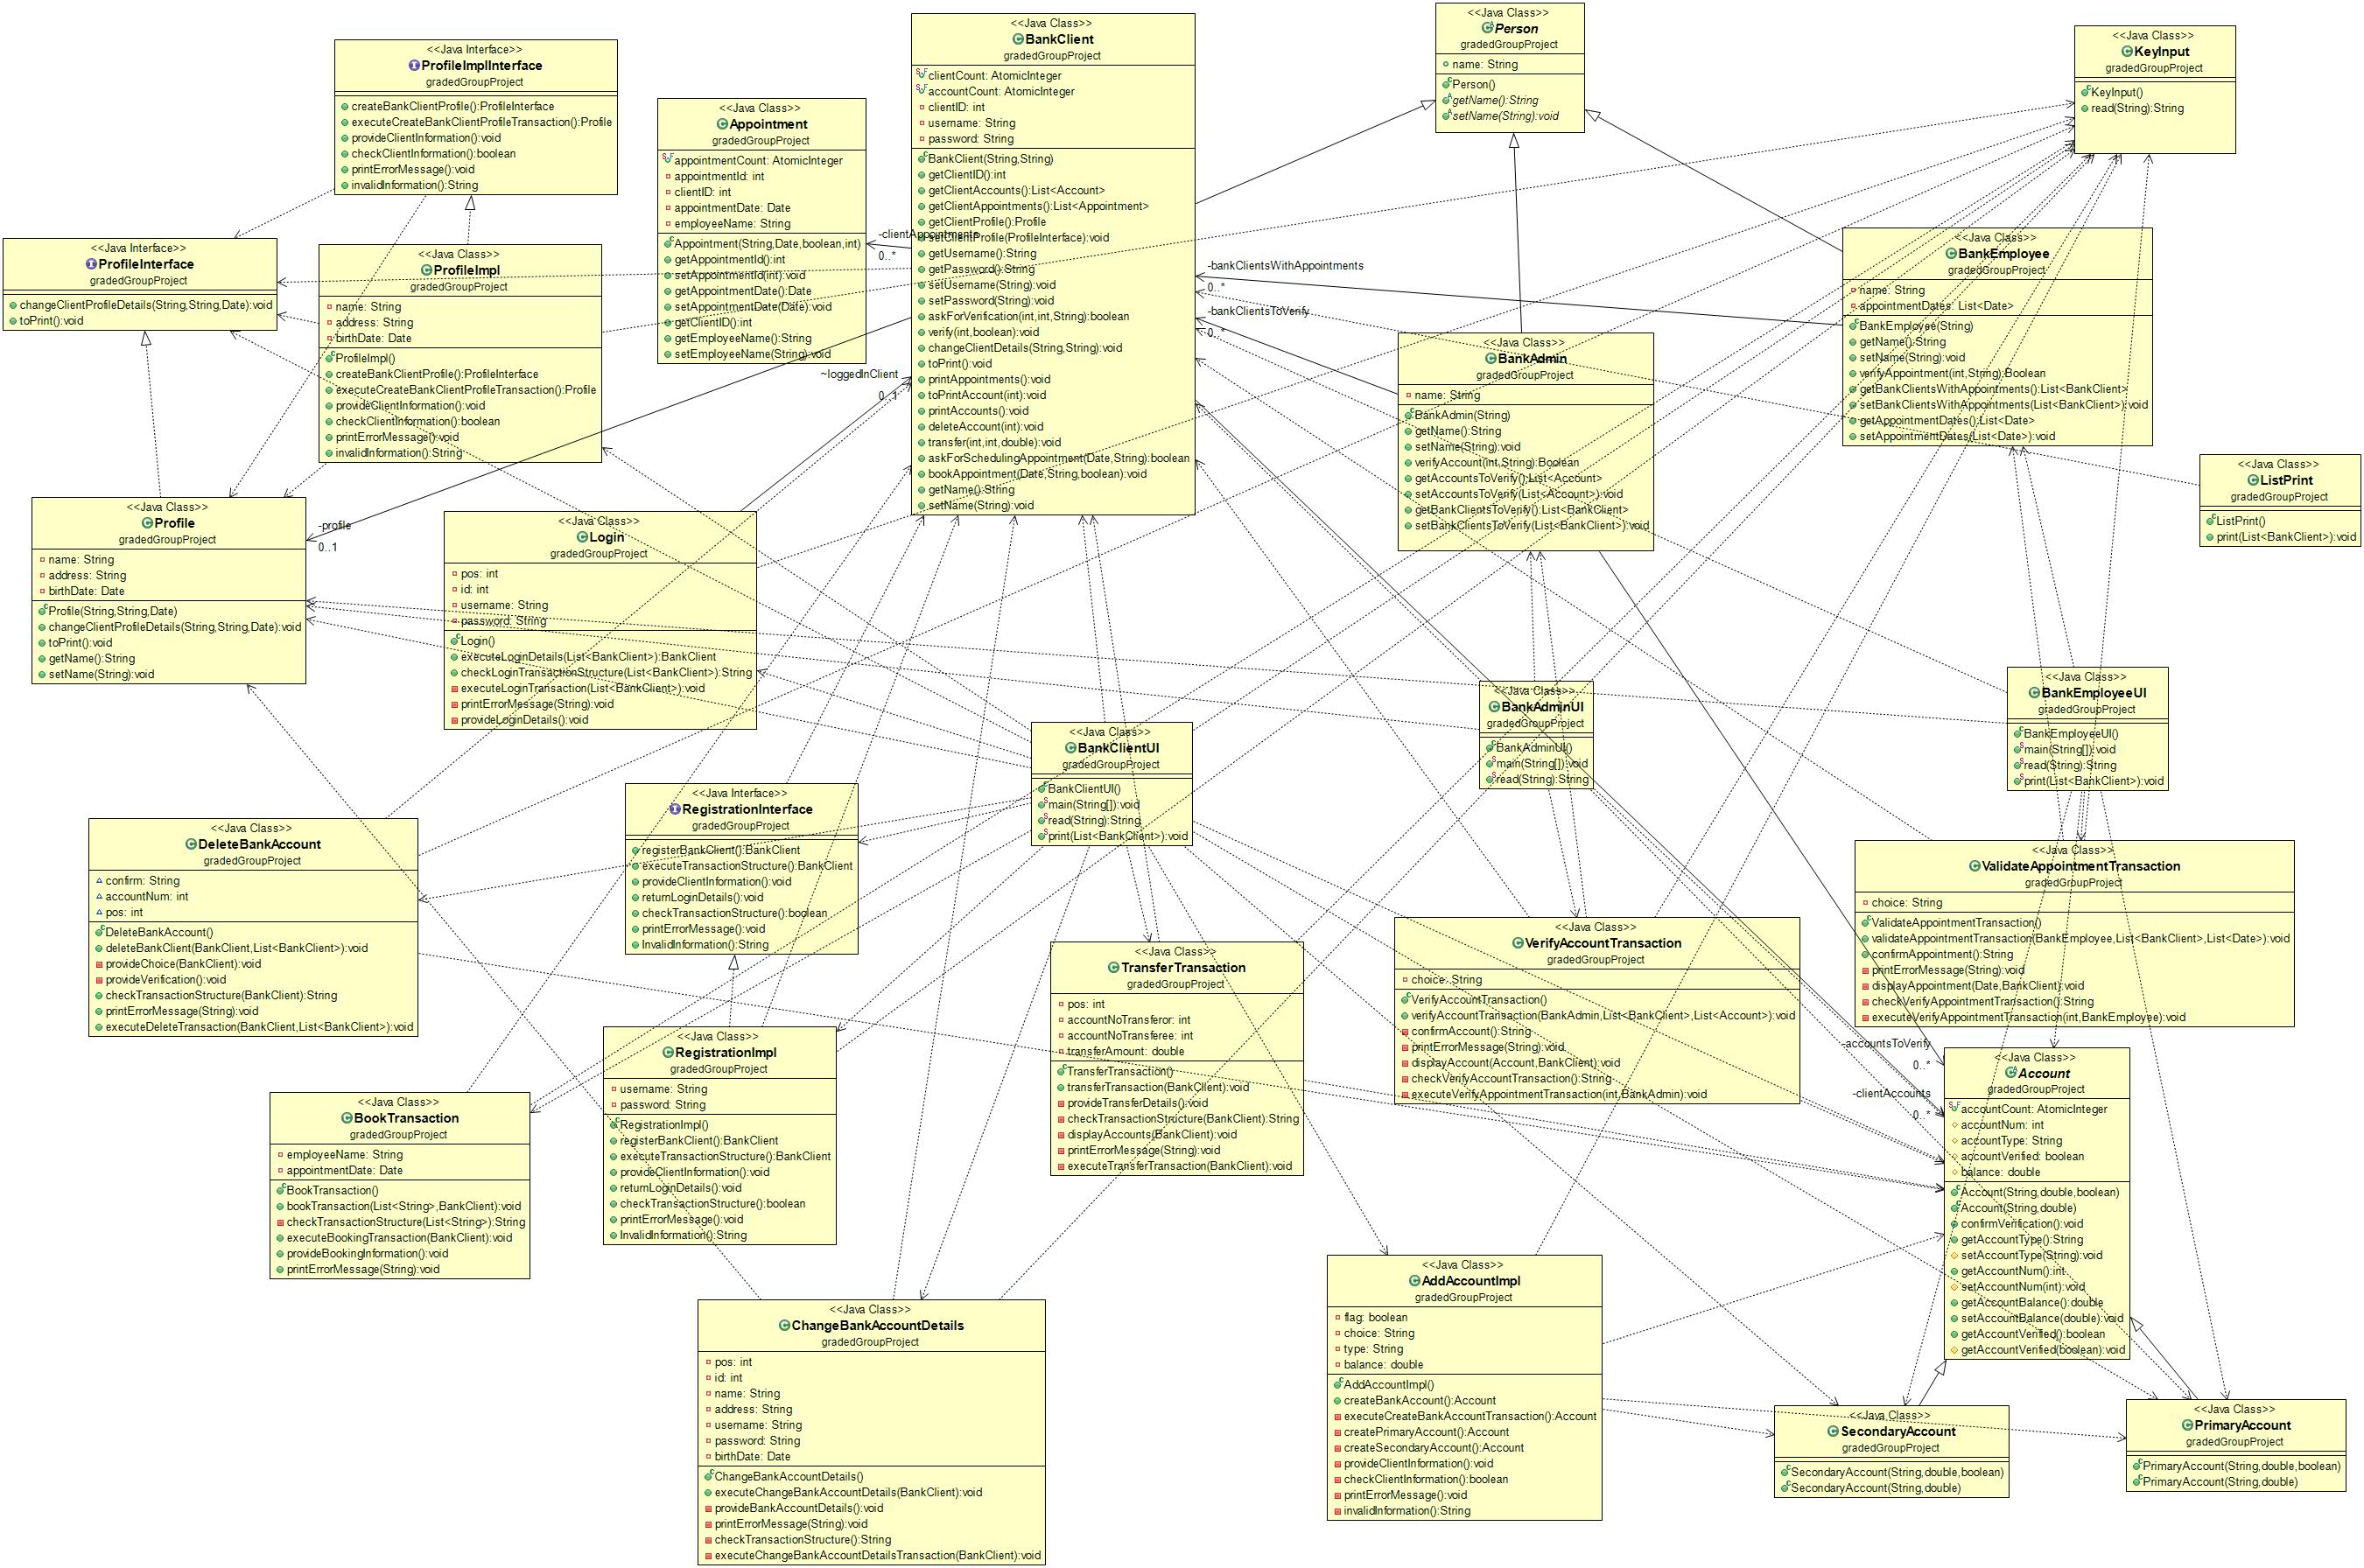 <<Java Interface>>
ProfileImplInterface
gradedGroupProject
createBankClientProfile():ProfileInterface
executeCreateBankClientProfileTransaction():Profile
provideClientInformation():void
checkClientInformation():boolean
printErrorMessage():void
invalidInformation():String
<<Java Class>>
Appointment
gradedGroupProject
appointmentCount: AtomicInteger
appointmentId: int
clientID: int
appointmentDate: Date
employeeName: String
Appointment(String,Date,boolean,int)
getAppointmentId():int
setAppointmentId(int):void
getAppointmentDate():Date
setAppointmentDate(Date):void
getClientID():int
getEmployeeName():String
setEmployeeName(String):void
<<Java Class>>
BankClient
gradedGroupProject
clientCount: AtomicInteger
accountCount: AtomicInteger
clientID: int
username: String
password: String
BankClient(String,String)
getClientID():int
getClientAccounts():List<Account>
getClientAppointments():List<Appointment>
getClientProfile():Profile
setClientProfile(ProfileInterface):void
getUsername():String
getPassword():String
setUsername(String):void
setPassword(String):void
askForVerification(int,int,String):boolean
verify(int,boolean):void
changeClientDetails(String,String):void
toPrint():void
printAppointments():void
toPrintAccount(int):void
printAccounts():void
deleteAccount(int):void
transfer(int,int,double):void
askForSchedulingAppointment(Date,String):boolean
bookAppointment(Date,String,boolean):void
getName():String
setName(String):void
<<Java Class>>
Person
gradedGroupProject
name: String
Person()
getName():String
setName(String):void
<<Java Class>>
KeyInput
gradedGroupProject
KeyInput()
read(String):String
<<Java Interface>>
ProfileInterface
gradedGroupProject
changeClientProfileDetails(String,String,Date):void
toPrint():void
<<Java Class>>
ProfileImpl
gradedGroupProject
name: String
address: String
birthDate: Date
ProfileImpl()
createBankClientProfile():ProfileInterface
executeCreateBankClientProfileTransaction():Profile
provideClientInformation():void
checkClientInformation():boolean
printErrorMessage():void
invalidInformation():String
-clientAppointments
0..*
-bankClientsWithAppointments
0..*
-bankClientsToVerify
0..*
~loggedInClient
0..1
<<Java Class>>
BankEmployee
gradedGroupProject
name: String
appointmentDates: List<Date>
BankEmployee(String)
getName():String
setName(String):void
verifyAppointment(int,String):Boolean
getBankClientsWithAppointments():List<BankClient>
setBankClientsWithAppointments(List<BankClient>):void
getAppointmentDates():List<Date>
setAppointmentDates(List<Date>):void
<<Java Class>>
BankAdmin
gradedGroupProject
name: String
BankAdmin(String)
getName():String
setName(String):void
verifyAccount(int,String):Boolean
getAccountsToVerify():List<Account>
setAccountsToVerify(List<Account>):void
getBankClientsToVerify():List<BankClient>
setBankClientsToVerify(List<BankClient>):void
<<Java Class>>
ListPrint
gradedGroupProject
ListPrint()
print(List<BankClient>):void
<<Java Class>>
Profile
gradedGroupProject
name: String
address: String
birthDate: Date
Profile(String,String,Date)
changeClientProfileDetails(String,String,Date):void
toPrint():void
getName():String
setName(String):void
-profile
0..1
<<Java Class>>
Login
gradedGroupProject
pos: int
id: int
username: String
password: String
Login()
executeLoginDetails(List<BankClient>):BankClient
checkLoginTransactionStructure(List<BankClient>):String
executeLoginTransaction(List<BankClient>):void
printErrorMessage(String):void
provideLoginDetails():void
<<Java Class>>
BankClientUI
gradedGroupProject
BankClientUI()
main(String[]):void
read(String):String
print(List<BankClient>):void
<<Java Class>>
BankAdminUI
gradedGroupProject
BankAdminUI()
main(String[]):void
read(String):String
<<Java Class>>
BankEmployeeUI
gradedGroupProject
BankEmployeeUI()
main(String[]):void
read(String):String
print(List<BankClient>):void
<<Java Class>>
DeleteBankAccount
gradedGroupProject
confirm: String
accountNum: int
pos: int
DeleteBankAccount()
deleteBankClient(BankClient,List<BankClient>):void
provideChoice(BankClient):void
provideVerification():void
checkTransactionStructure(BankClient):String
printErrorMessage(String):void
executeDeleteTransaction(BankClient,List<BankClient>):void
<<Java Interface>>
RegistrationInterface
gradedGroupProject
registerBankClient():BankClient
executeTransactionStructure():BankClient
provideClientInformation():void
returnLoginDetails():void
checkTransactionStructure():boolean
printErrorMessage():void
InvalidInformation():String
<<Java Class>>
ValidateAppointmentTransaction
gradedGroupProject
choice: String
ValidateAppointmentTransaction()
validateAppointmentTransaction(BankEmployee,List<BankClient>,List<Date>):void
confirmAppointment():String
printErrorMessage(String):void
displayAppointment(Date,BankClient):void
checkVerifyAppointmentTransaction():String
executeVerifyAppointmentTransaction(int,BankEmployee):void
<<Java Class>>
TransferTransaction
gradedGroupProject
pos: int
accountNoTransferor: int
accountNoTransferee: int
transferAmount: double
TransferTransaction()
transferTransaction(BankClient):void
provideTransferDetails():void
checkTransactionStructure(BankClient):String
displayAccounts(BankClient):void
printErrorMessage(String):void
executeTransferTransaction(BankClient):void
<<Java Class>>
VerifyAccountTransaction
gradedGroupProject
choice: String
VerifyAccountTransaction()
verifyAccountTransaction(BankAdmin,List<BankClient>,List<Account>):void
confirmAccount():String
printErrorMessage(String):void
displayAccount(Account,BankClient):void
checkVerifyAccountTransaction():String
executeVerifyAppointmentTransaction(int,BankAdmin):void
-accountsToVerify
0..*
-clientAccounts
0..*
<<Java Class>>
Account
gradedGroupProject
accountCount: AtomicInteger
accountNum: int
accountType: String
accountVerified: boolean
balance: double
Account(String,double,boolean)
Account(String,double)
confirmVerification():void
getAccountType():String
setAccountType(String):void
getAccountNum():int
setAccountNum(int):void
getAccountBalance():double
setAccountBalance(double):void
getAccountVerified():boolean
getAccountVerified(boolean):void
<<Java Class>>
BookTransaction
gradedGroupProject
employeeName: String
appointmentDate: Date
BookTransaction()
bookTransaction(List<String>,BankClient):void
checkTransactionStructure(List<String>):String
executeBookingTransaction(BankClient):void
provideBookingInformation():void
printErrorMessage(String):void
<<Java Class>>
RegistrationImpl
gradedGroupProject
username: String
password: String
RegistrationImpl()
registerBankClient():BankClient
executeTransactionStructure():BankClient
provideClientInformation():void
returnLoginDetails():void
checkTransactionStructure():boolean
printErrorMessage():void
InvalidInformation():String
<<Java Class>>
ChangeBankAccountDetails
gradedGroupProject
pos: int
id: int
name: String
address: String
username: String
password: String
birthDate: Date
ChangeBankAccountDetails()
executeChangeBankAccountDetails(BankClient):void
provideBankAccountDetails():void
printErrorMessage(String):void
checkTransactionStructure():String
executeChangeBankAccountDetailsTransaction(BankClient):void
<<Java Class>>
AddAccountImpl
gradedGroupProject
flag: boolean
choice: String
type: String
balance: double
AddAccountImpl()
createBankAccount():Account
executeCreateBankAccountTransaction():Account
createPrimaryAccount():Account
createSecondaryAccount():Account
provideClientInformation():void
checkClientInformation():boolean
printErrorMessage():void
invalidInformation():String
<<Java Class>>
SecondaryAccount
gradedGroupProject
SecondaryAccount(String,double,boolean)
SecondaryAccount(String,double)
<<Java Class>>
PrimaryAccount
gradedGroupProject
PrimaryAccount(String,double,boolean)
PrimaryAccount(String,double)